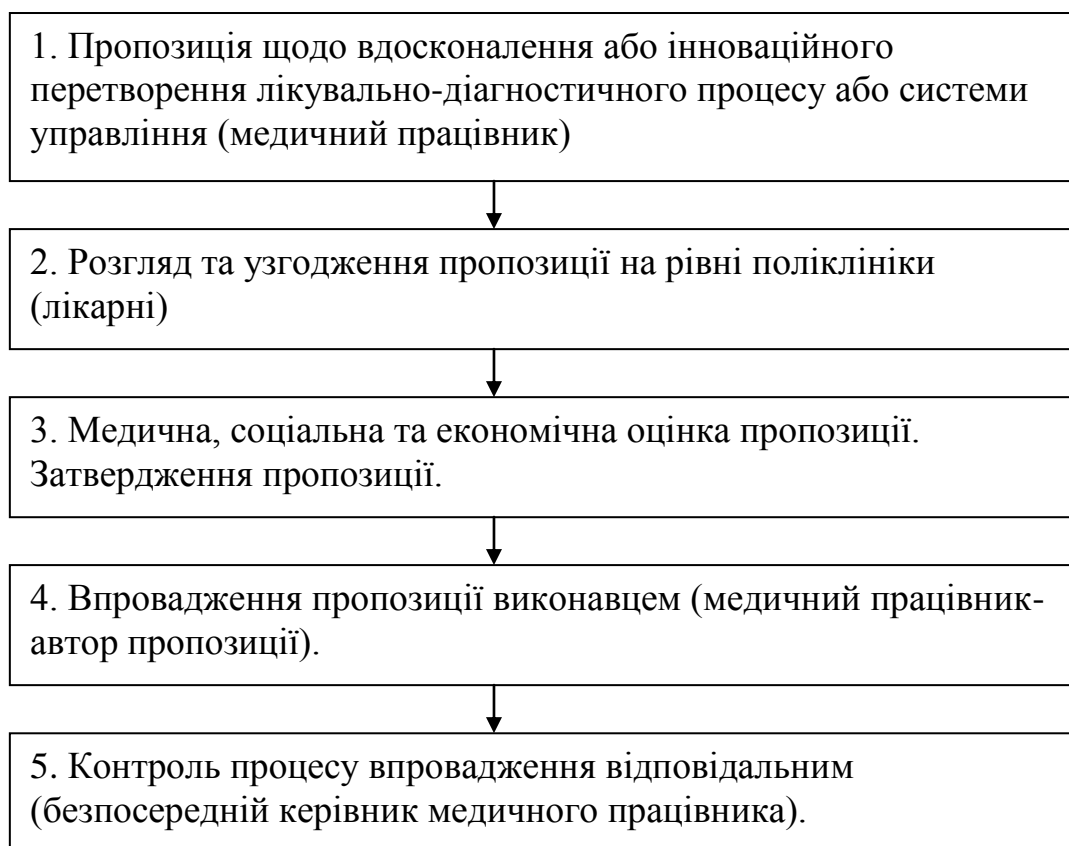 1. Пропозиція щодо вдосконалення або інноваційного
перетворення лікувально-діагностичного процесу або системи
управління (медичний працівник)
2. Розгляд та узгодження пропозиції на рівні поліклініки
(лікарні)
3. Медична, соціальна та економічна оцінка пропозиції.
Затвердження пропозиції.
4. Впровадження пропозиції виконавцем (медичний працівник-
автор пропозиції).
5. Контроль процесу впровадження відповідальним
(безпосередній керівник медичного працівника).